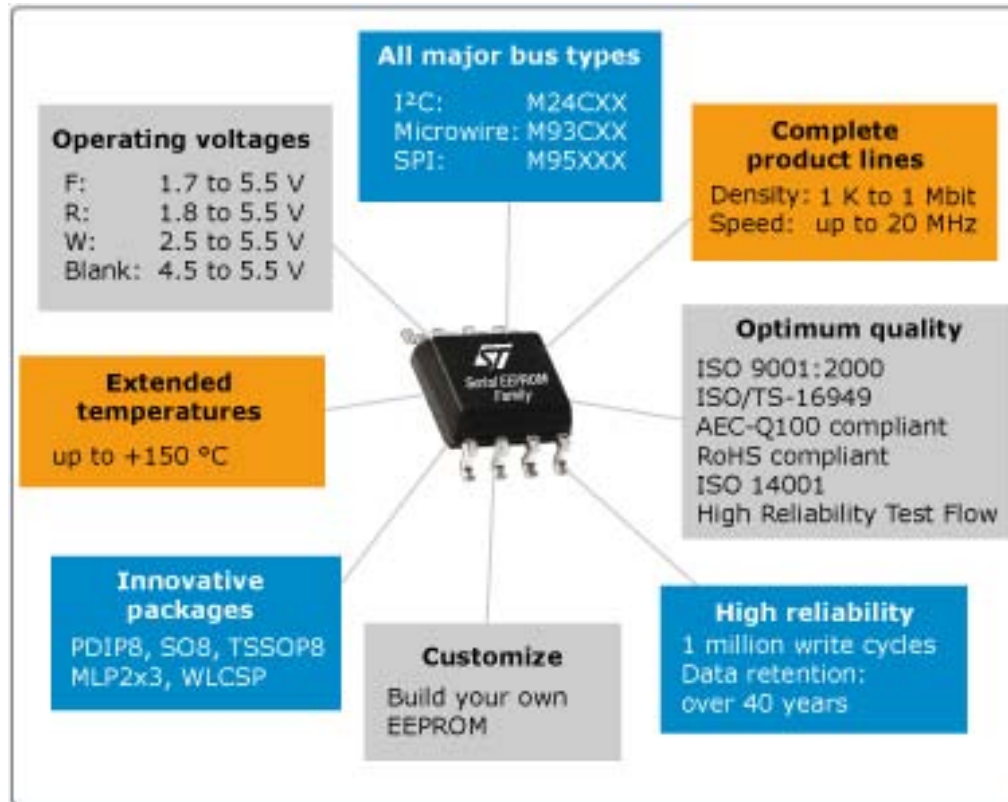 All major bus types
I²C: M24CXX
Microwire: M93CXX
SPI: M95XXX
Operating voltages
F: 1.7 to 5.5 V
R: 1.8 to 5.5 V
W: 2.5 to 5.5 V
Blank: 4.5 to 5.5 V
Complete
product lines
Density: 1 K to 1 Mbit
Speed: up to 20 MHz
ST
Serial EEPROM
Family
Optimum quality
ISO 9001:2000
ISO/TS-16949
AEC-Q100 compliant
RoHS compliant
ISO 14001
High Reliability Test Flow
Extended
temperatures
up to +150 °C
Innovative
packages
PDIP8, SO8, TSSOP8
MLP2x3, WLCSP
Customize
Build your own
EEPROM
High reliability
1 million write cycles
Data retention:
over 40 years